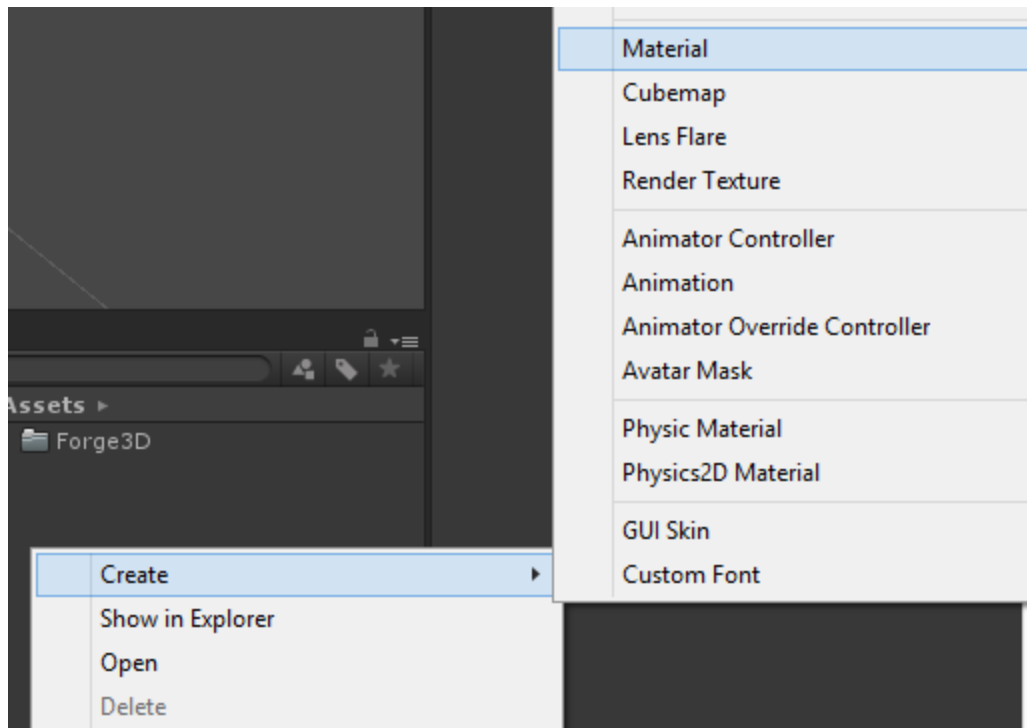 Material
Cubemap
Lens Flare
Render Texture
Animator Controller
Animation
Animator Override Controller
Avatar Mask
Physic Material
Physics2D Material
GUI Skin
Custom Font
Assets
Forge3D
Create
Show in Explorer
Open
Delete